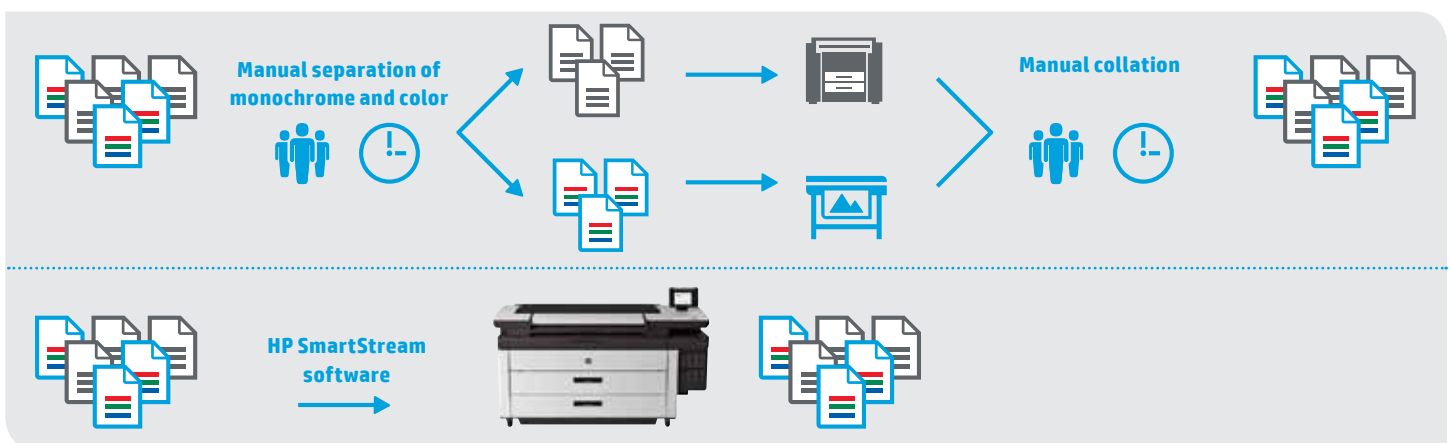 Manual separation of
monochrome and color
Manual collation
HP SmartStream
software